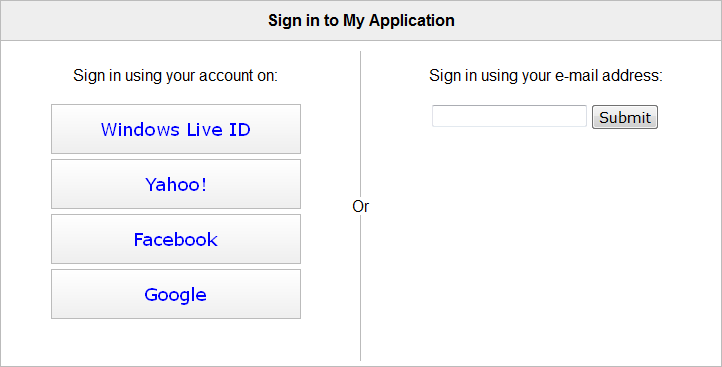 Sign in to My Application
Sign in using your account on:
Windows Live ID
Yahoo!
Facebook
Google
Or
Sign in using your e-mail address:
Submit